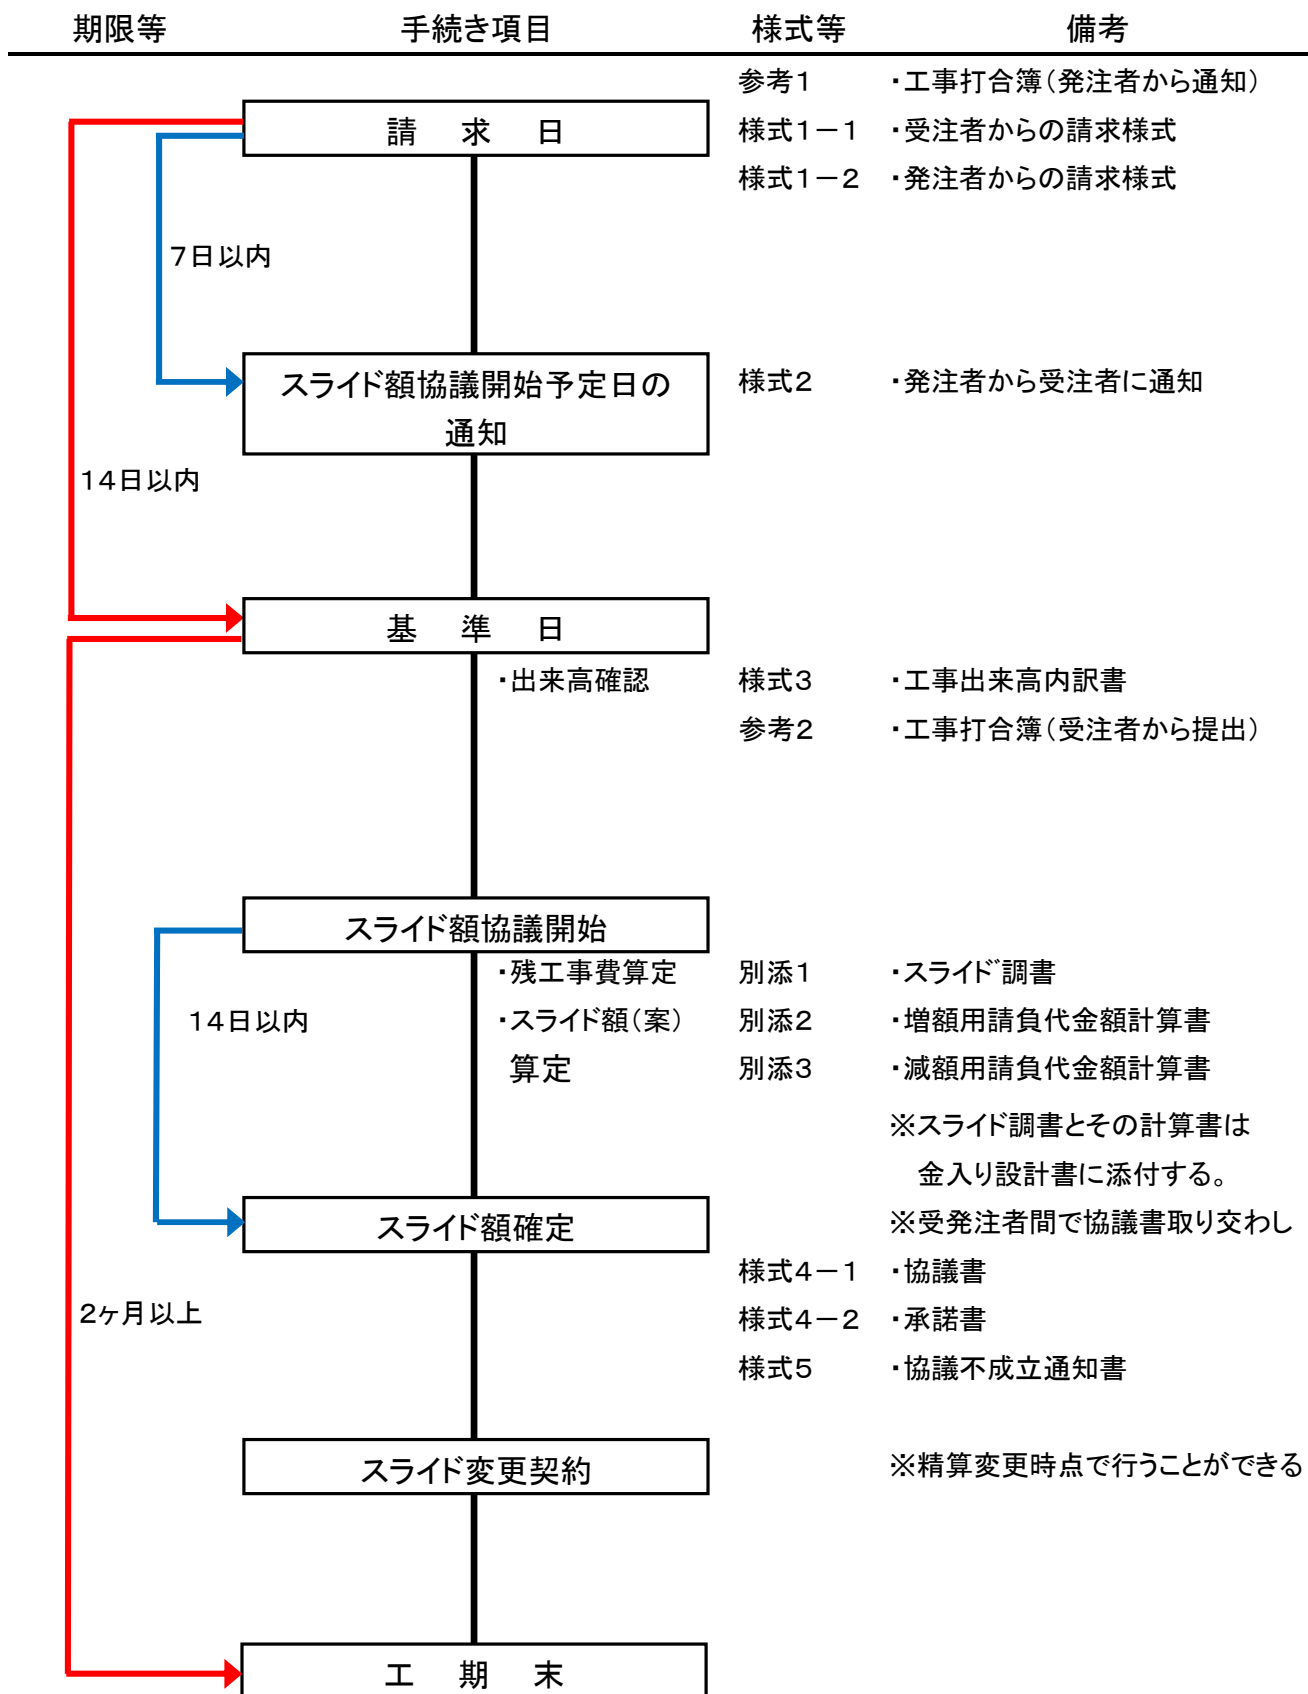 期限等 手続き項目 様式等 備考
参考1 ・工事打合簿（発注者から通知）
請　求　日 様式1－1 ・受注者からの請求様式
様式1－2 ・発注者からの請求様式
7日以内
スライド額協議開始予定日の 様式2 ・発注者から受注者に通知
通知
14日以内
基　準　日
・出来高確認 様式3 ・工事出来高内訳書
参考2 ・工事打合簿（受注者から提出）
スライド額協議開始
・残工事費算定 別添1 ・スライド調書
14日以内 ・スライド額（案） 別添2 ・増額用請負代金額計算書
算定 別添3 ・減額用請負代金額計算書
※スライド調書とその計算書は
金入り設計書に添付する。
スライド額確定 ※受発注者間で協議書取り交わし
様式4－1 ・協議書
2ヶ月以上 様式4－2 ・承諾書
様式5 ・協議不成立通知書
スライド変更契約 ※精算変更時点で行うことができる
工　期　末